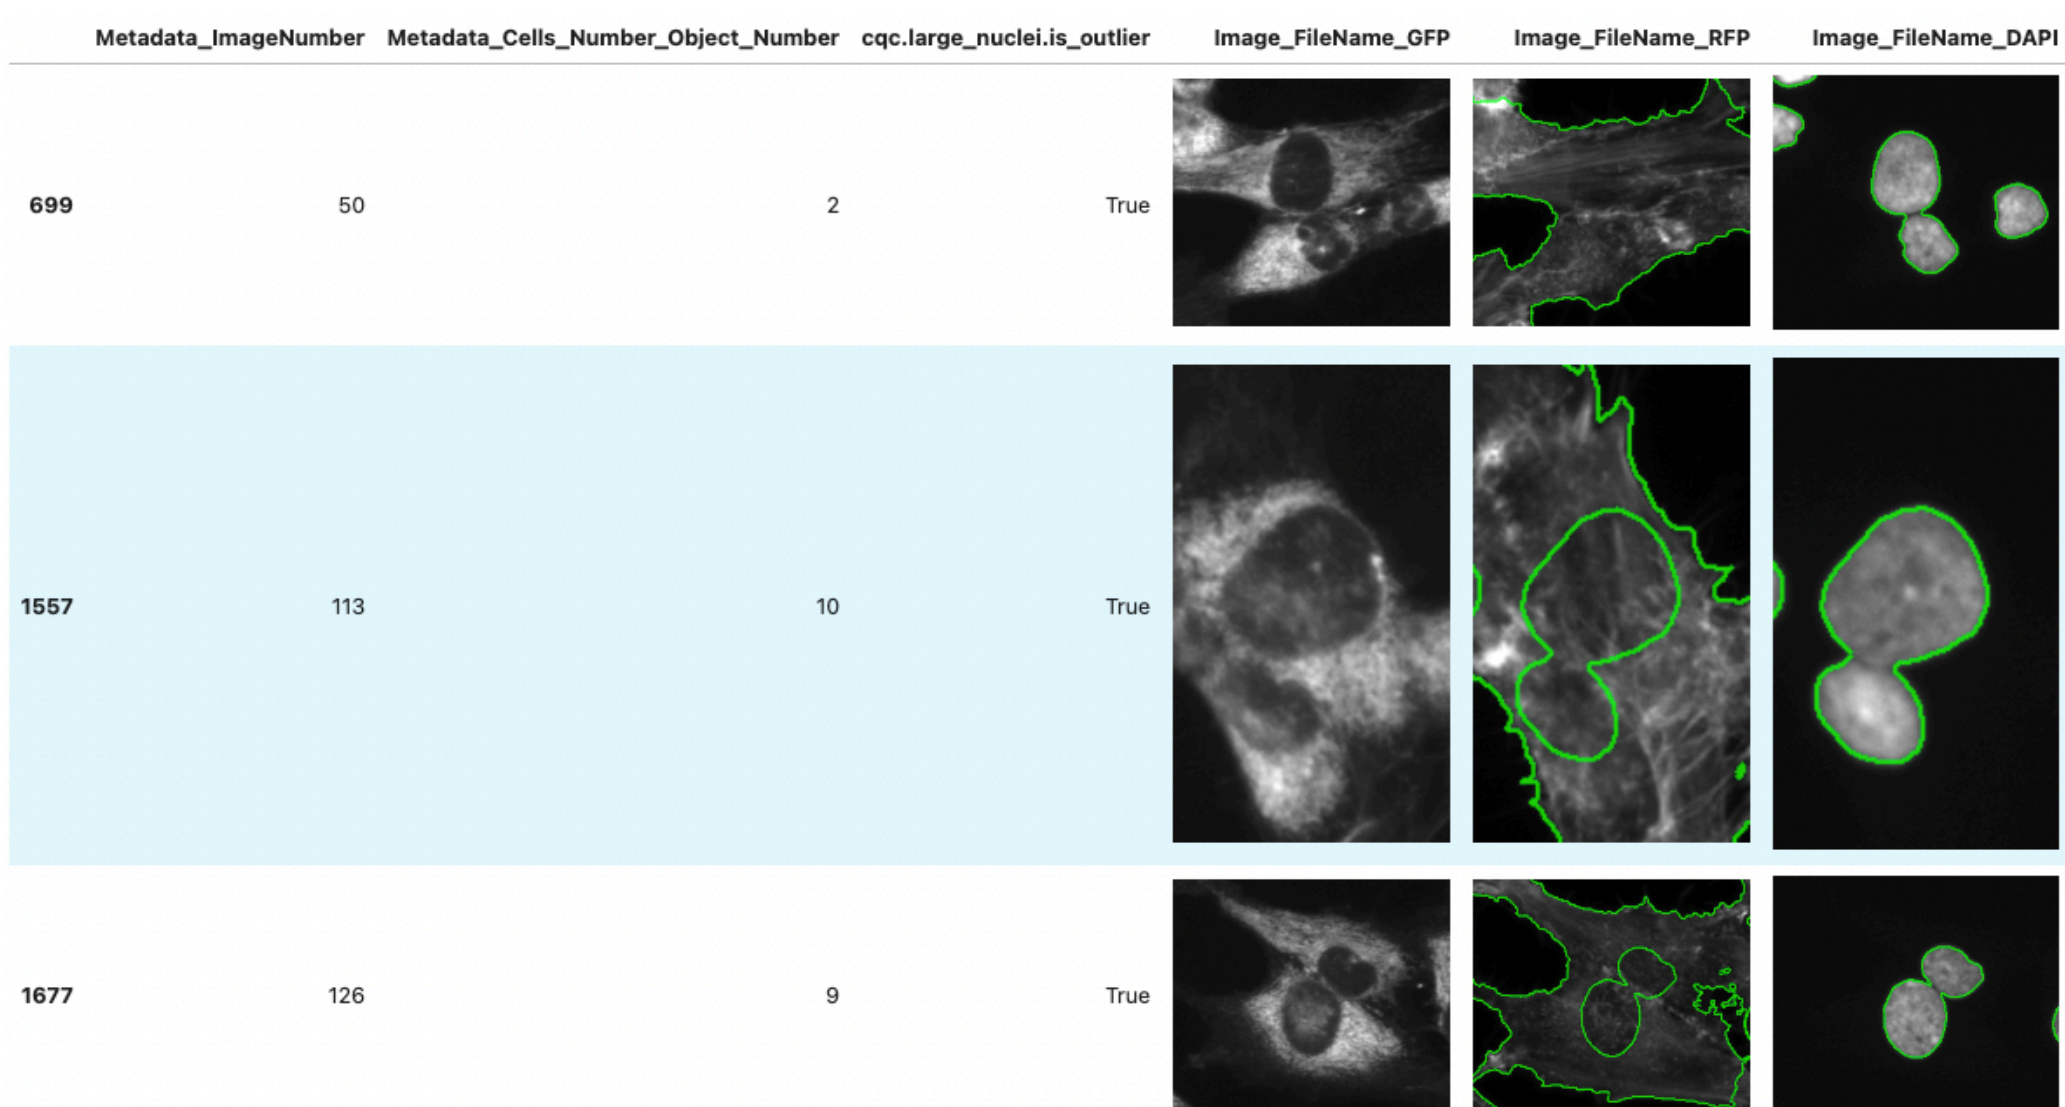 Metadata_ImageNumber Metadata_Cells_Number_Object_Number cqc.large_nuclei.is_outlier Image_FileName_GFP Image_FileName_RFP Image_FileName_DAPI
699 50 2 True
1557 113 10 True
1677 126 9 True